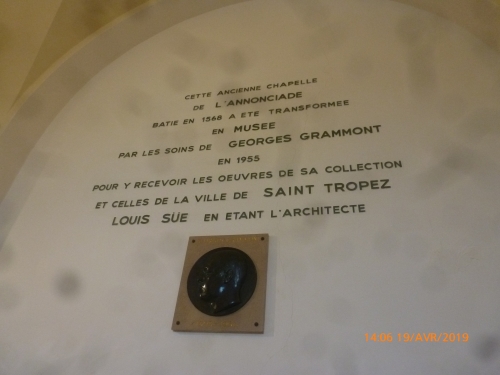 CETTE ANCIENNE CHAPELLE
DE L'ANNONCIADE
BATIE EN 1568 A ETE TRANSFORMEE
EN MUSEE
PAR LES SOINS DE GEORGES GRAMMONT
EN 1955
POUR Y RECEVOIR LES OEUVRES DE SA COLLECTION
ET CELLES DE LA VILLE DE SAINT TROPEZ
LOUIS SÜE EN ETANT L'ARCHITECTE
14:06 19/AVR/2019